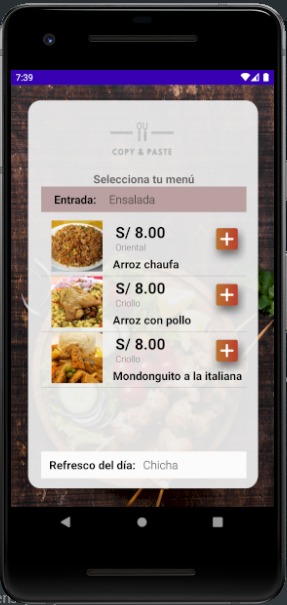 7:39
COPY & PASTE
Selecciona tu menú
Entrada: Ensalada
S/ 8.00
Oriental
Arroz chaufa
S/ 8.00
Criollo
Arroz con pollo
S/ 8.00
Criollo
Mondonguito a la italiana
Refresco del día: Chicha